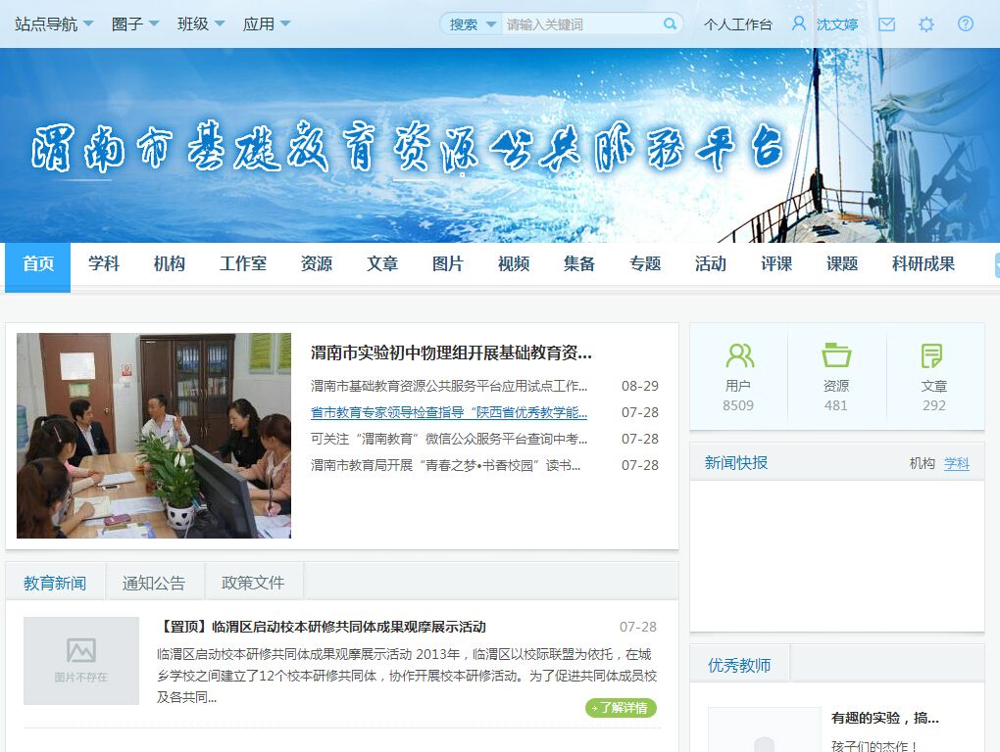 站点导航 圈子 班级 应用 搜索 请输入关键词 个人工作台 沈文婷
渭南市基礎教育资源公共服务平台
首页 学科 机构 工作室 资源 文章 图片 视频 集备 专题 活动 评课 课题 科研成果
渭南市实验初中物理组开展基础教育资...
渭南市基础教育资源公共服务平台应用试点工作... 08-29
省市教育专家领导检查指导“陕西省优秀教学能... 07-28
可关注“渭南教育”微信公众服务平台查询中考... 07-28
渭南市教育局开展“青春之梦•书香校园”读书... 07-28
用户 资源 文章
8509 481 292
新闻快报 机构 学科
教育新闻 通知公告 政策文件
图片不存在
【置顶】临渭区启动校本研修共同体成果观摩展示活动 07-28
临渭区启动校本研修共同体成果观摩展示活动 2013年，临渭区以校际联盟为依托，在城
乡学校之间建立了12个校本研修共同体，协作开展校本研修活动。为了促进共同体成员校
及各共同...
了解详情
优秀教师
有趣的实验，搞...
孩子们的杰作！